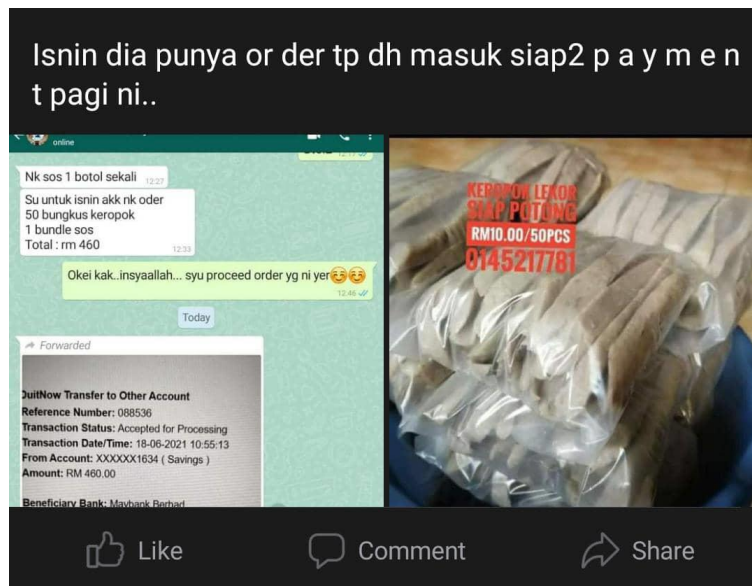 Isnin dia punya or der tp dh masuk siap2 p a y m e n
t pagi ni..
online
Nk sos 1 botol sekali 12:27
Su untuk isnin akk nk oder
50 bungkus keropok
1 bundle sos
Total : rm 460 12:33
Okei kak..insyaallah... syu proceed order yg ni yer😊😊
12:46
Today
Forwarded
DuitNow Transfer to Other Account
Reference Number: 088536
Transaction Status: Accepted for Processing
Transaction Date/Time: 18-06-2021 10:55:13
From Account: XXXXXX1634 ( Savings )
Amount: RM 460.00
Beneficiary Bank: Maybank Berhad
KEROPOK LEKOR
SIAP POTONG
RM10.00/50PCS
0145217781
Like
Comment
Share